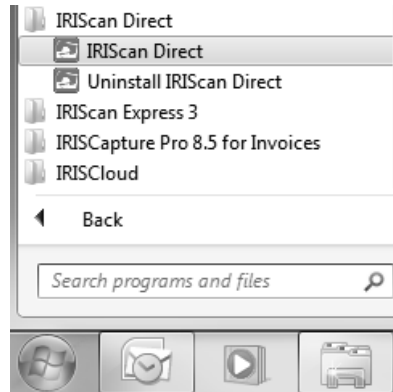 IRIScan Direct
IRIScan Direct
Uninstall IRIScan Direct
IRIScan Express 3
IRISCapture Pro 8.5 for Invoices
IRISCloud
Back
Search programs and files